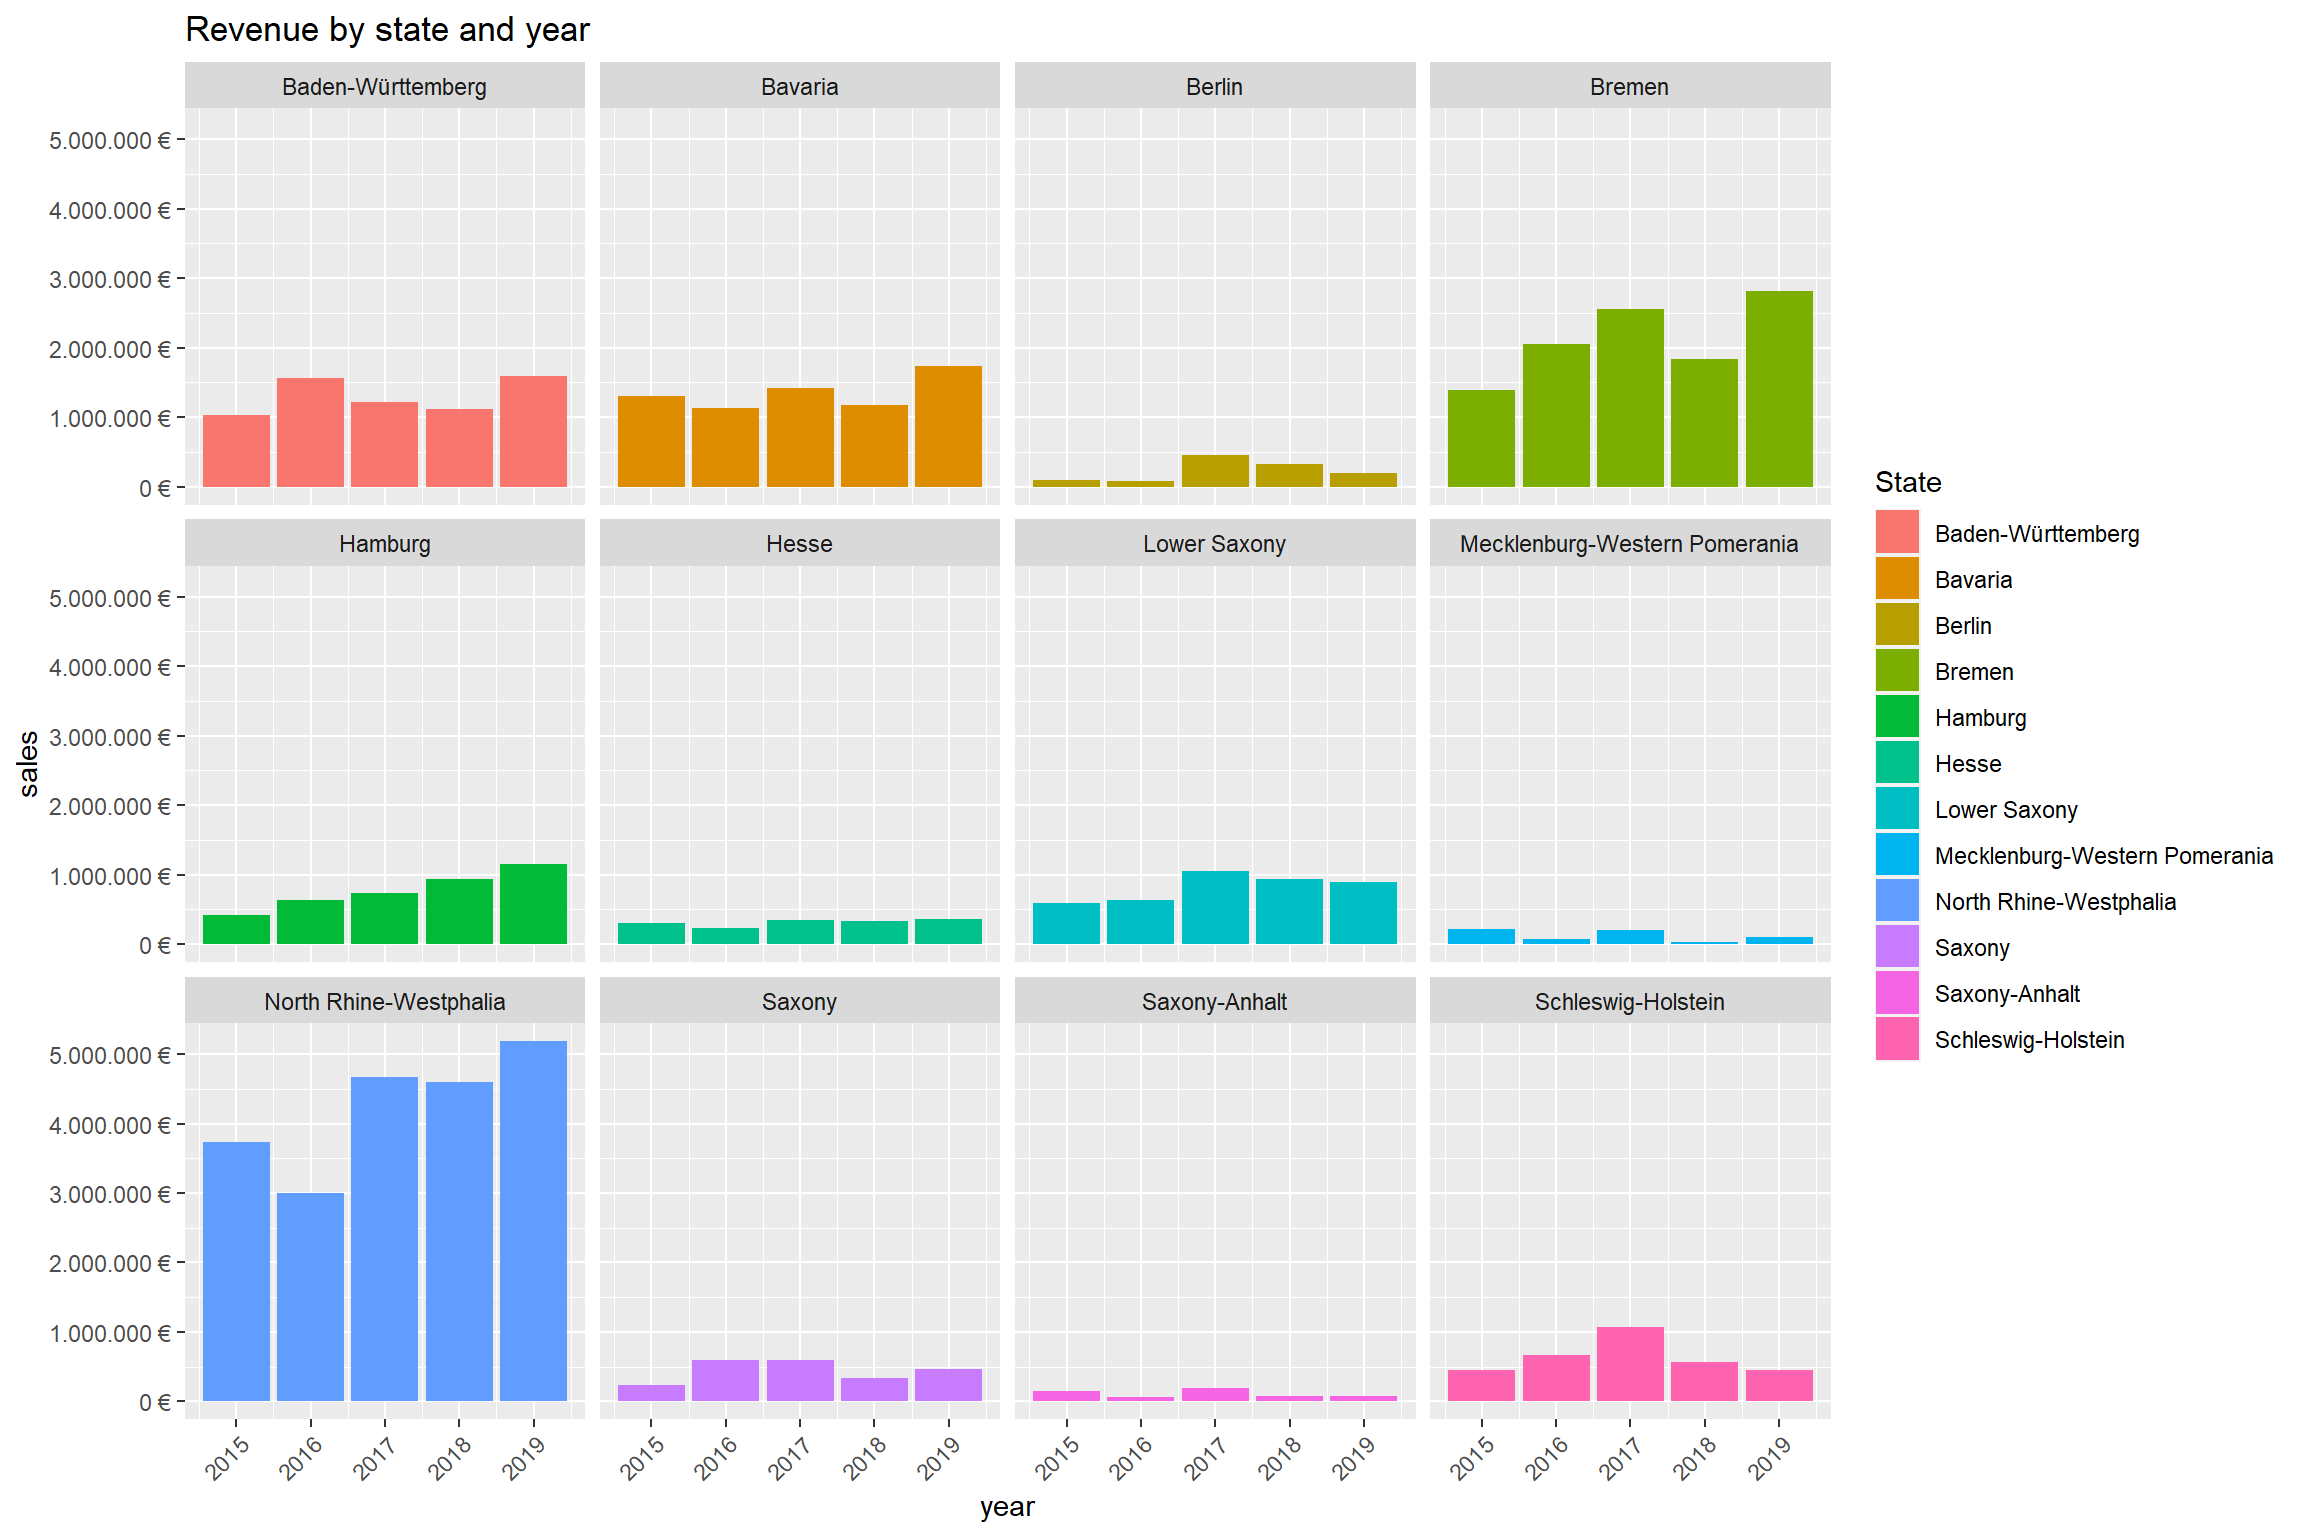 Revenue by state and year
Baden-Württemberg
Bavaria
Berlin
Bremen
5.000.000 €
4.000.000 €
3.000.000 €
2.000.000 €
1.000.000 €
0 €
Hamburg
Hesse
Lower Saxony
Mecklenburg-Western Pomerania
5.000.000 €
4.000.000 €
3.000.000 €
2.000.000 €
1.000.000 €
0 €
North Rhine-Westphalia
Saxony
Saxony-Anhalt
Schleswig-Holstein
5.000.000 €
4.000.000 €
3.000.000 €
2.000.000 €
1.000.000 €
0 €
sales
2015 2016 2017 2018 2019
2015 2016 2017 2018 2019
2015 2016 2017 2018 2019
2015 2016 2017 2018 2019
year
State
Baden-Württemberg
Bavaria
Berlin
Bremen
Hamburg
Hesse
Lower Saxony
Mecklenburg-Western Pomerania
North Rhine-Westphalia
Saxony
Saxony-Anhalt
Schleswig-Holstein